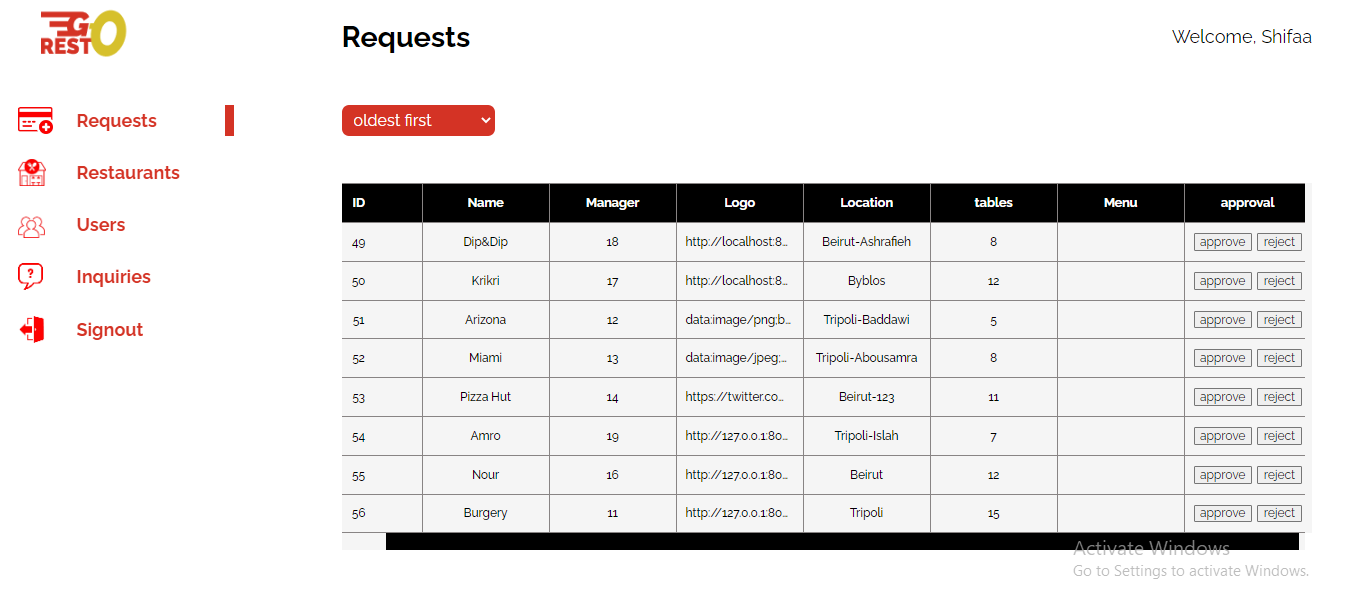 GO
REST
Requests
Welcome, Shifaa
Requests
Restaurants
Users
Inquiries
Signout
oldest first
ID Name Manager Logo Location tables Menu approval
49 Dip&Dip 18 http://localhost:8... Beirut-Ashrafieh 8 approve reject
50 Krikri 17 http://localhost:8... Byblos 12 approve reject
51 Arizona 12 data:image/png;b... Tripoli-Baddawi 5 approve reject
52 Miami 13 data:image/jpeg;... Tripoli-Abousamra 8 approve reject
53 Pizza Hut 14 https://twitter.co... Beirut-123 11 approve reject
54 Amro 19 http://127.0.0.1:80... Tripoli-Islah 7 approve reject
55 Nour 16 http://127.0.0.1:80... Beirut 12 approve reject
56 Burgery 11 http://127.0.0.1:80... Tripoli 15 approve reject
Activate Windows
Go to Settings to activate Windows.